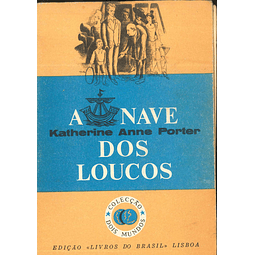 A NAVE
Katherine Anne Porter
DOS
LOUCOS
COLECÇÃO
DOIS MUNDOS
EDIÇÃO «LIVROS DO BRASIL» LISBOA